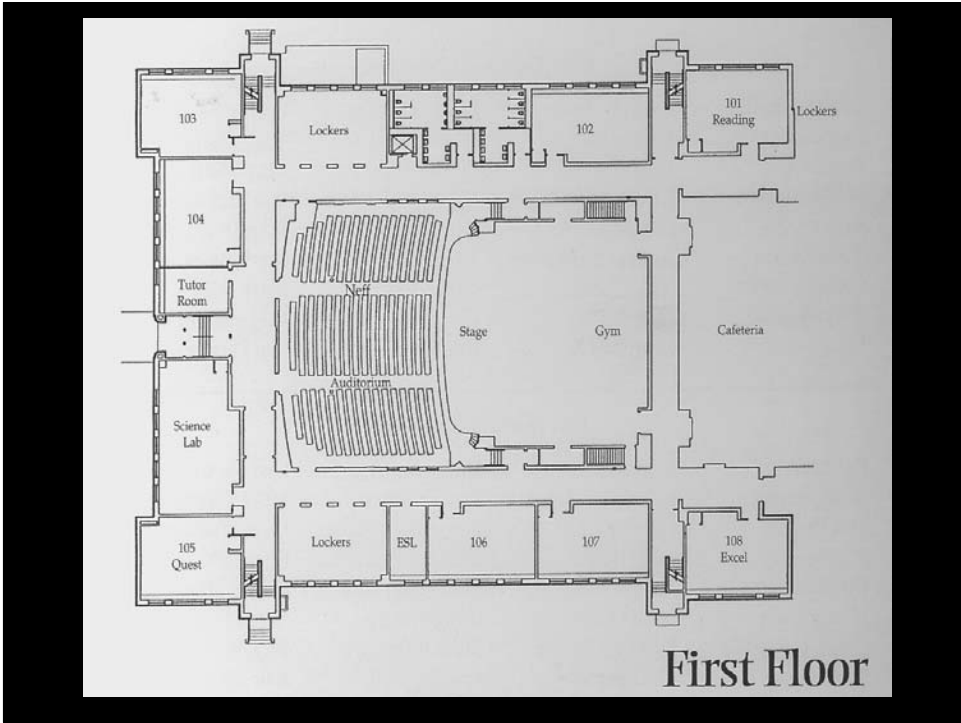 103
Lockers
102
101
Reading
Lockers
104
Tutor
Room
Neff
Stage
Gym
Cafeteria
Auditorium
Science
Lab
105
Quest
Lockers
ESL
106
107
108
Excel
First Floor